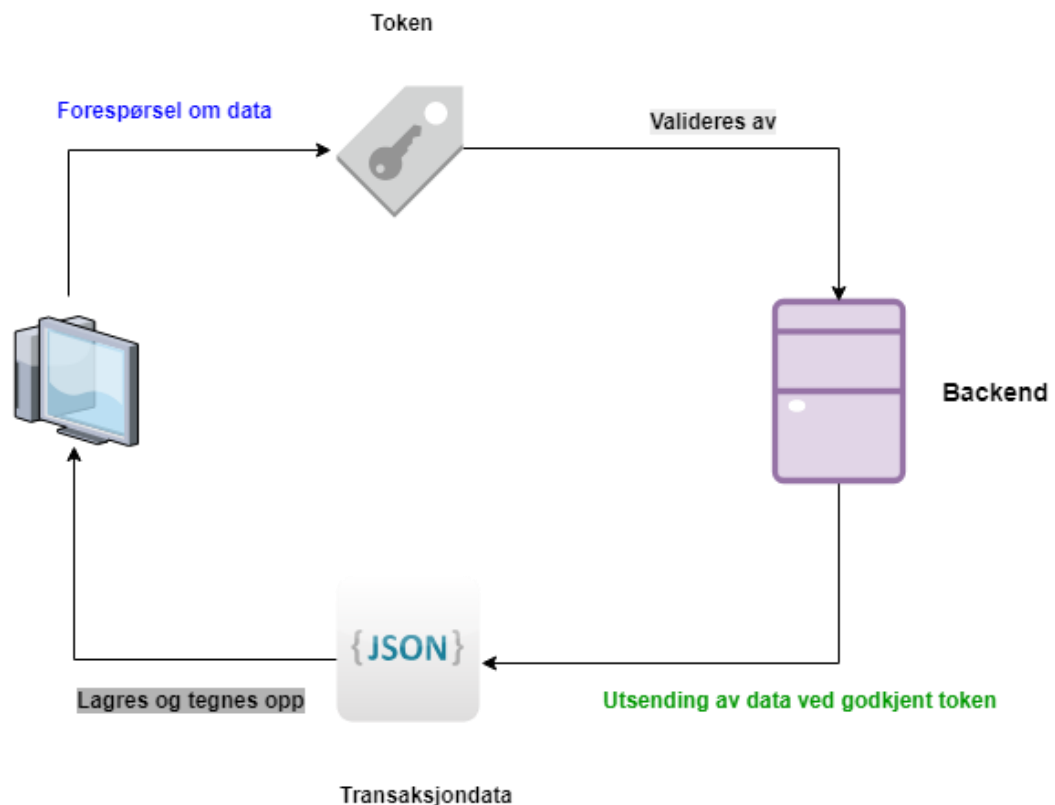 Token
Forespørsel om data
Valideres av
Backend
{JSON}
Lagres og tegnes opp
Utsending av data ved godkjent token
Transaksjondata